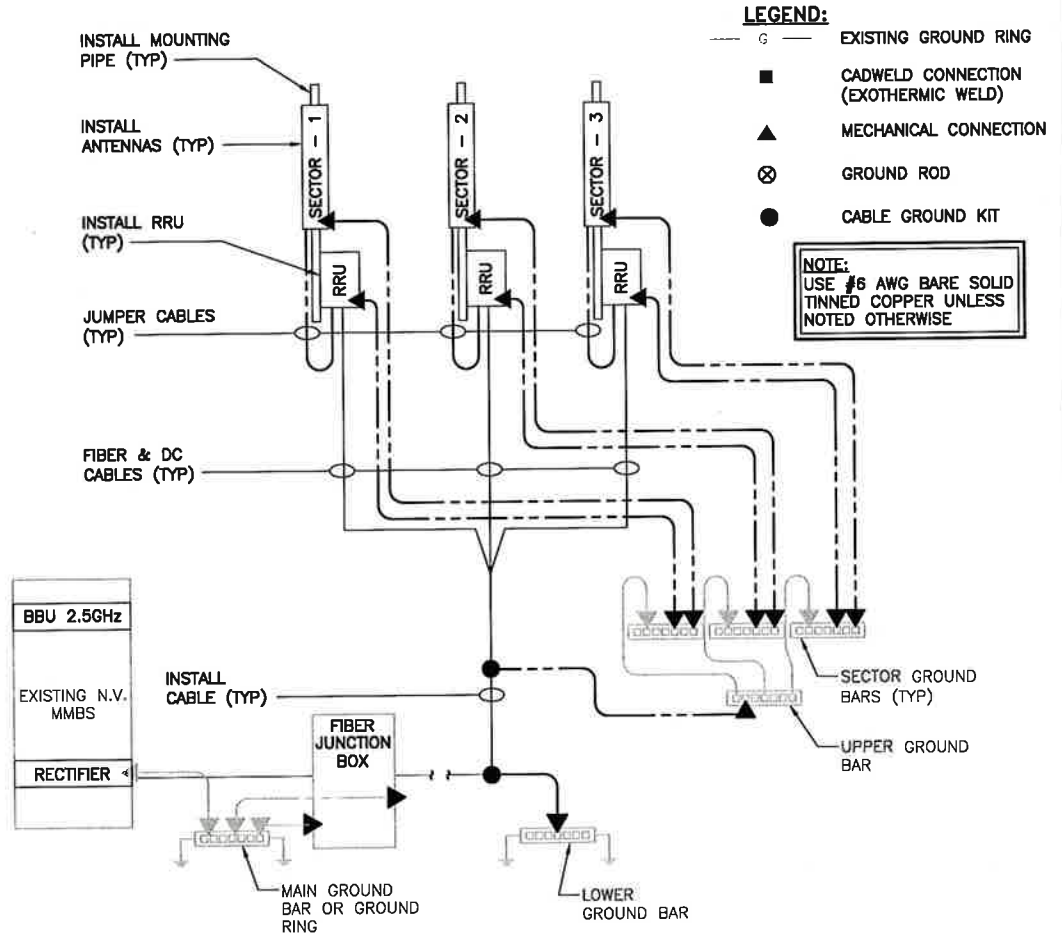 LEGEND:
G
EXISTING GROUND RING
CADWELD CONNECTION
(EXOTHERMIC WELD)
MECHANICAL CONNECTION
GROUND ROD
CABLE GROUND KIT
NOTE:
USE #6 AWG BARE SOLID
TINNED COPPER UNLESS
NOTED OTHERWISE
INSTALL MOUNTING
PIPE (TYP)
INSTALL
ANTENNAS (TYP)
INSTALL RRU
(TYP)
JUMPER CABLES
(TYP)
FIBER & DC
CABLES (TYP)
SECTOR - 1
SECTOR - 2
SECTOR - 3
RRU
RRU
RRU
BBU 2.5GHz
EXISTING N.V.
MMBS
RECTIFIER
INSTALL
CABLE (TYP)
FIBER
JUNCTION
BOX
SECTOR GROUND
BARS (TYP)
UPPER GROUND
BAR
MAIN GROUND
BAR OR GROUND
RING
LOWER
GROUND BAR